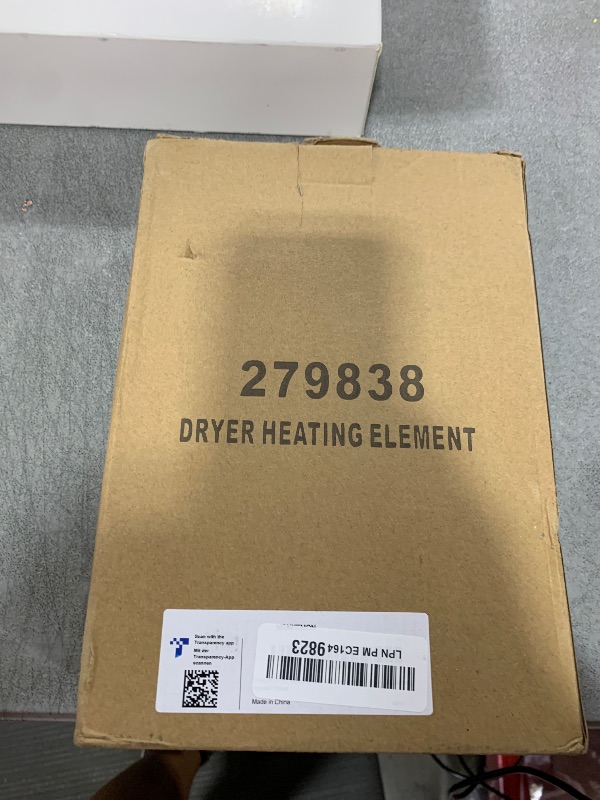 279838
DRYER HEATING ELEMENT
Scan with the
Transparency app
Mit der
Transparency-App
scannen
LPN PM EC164 9823
Made in China